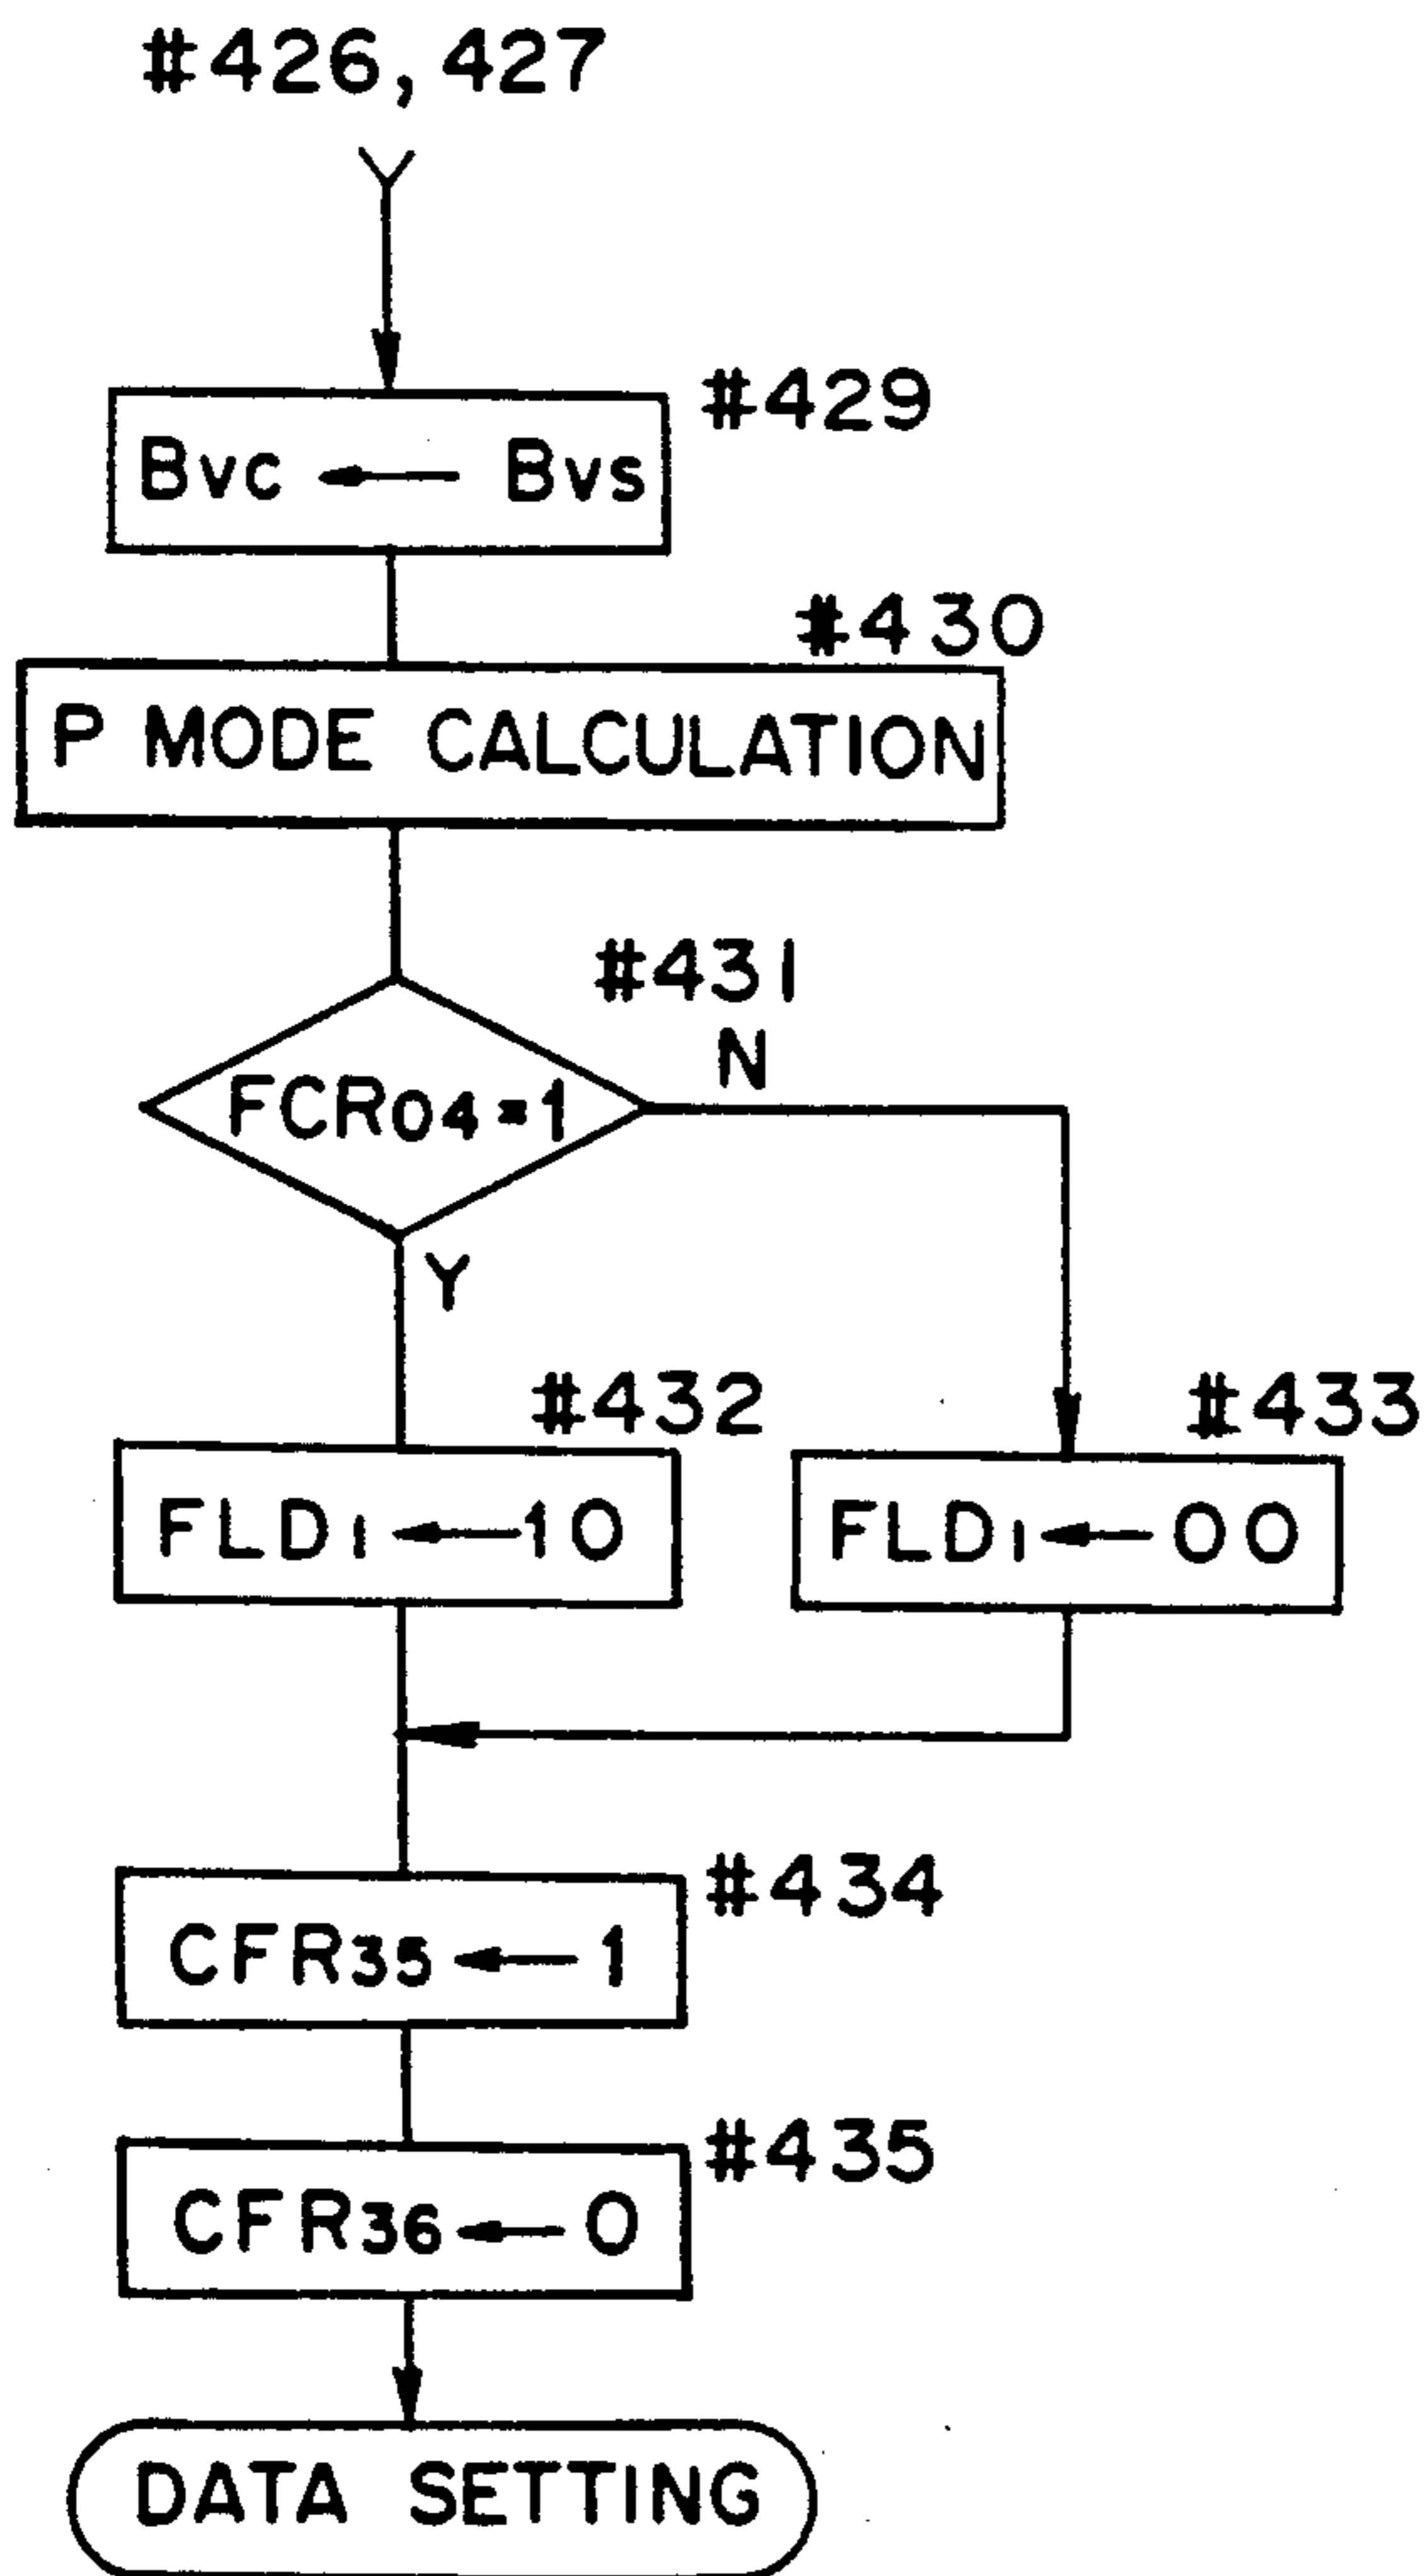 #426,427
#429
Bvc ← Bvs
#430
P MODE CALCULATION
#431
FCR04=1
N
Y
#432
FLD1←10
#433
FLD1←00
#434
CFR35←1
#435
CFR36←0
DATA SETTING